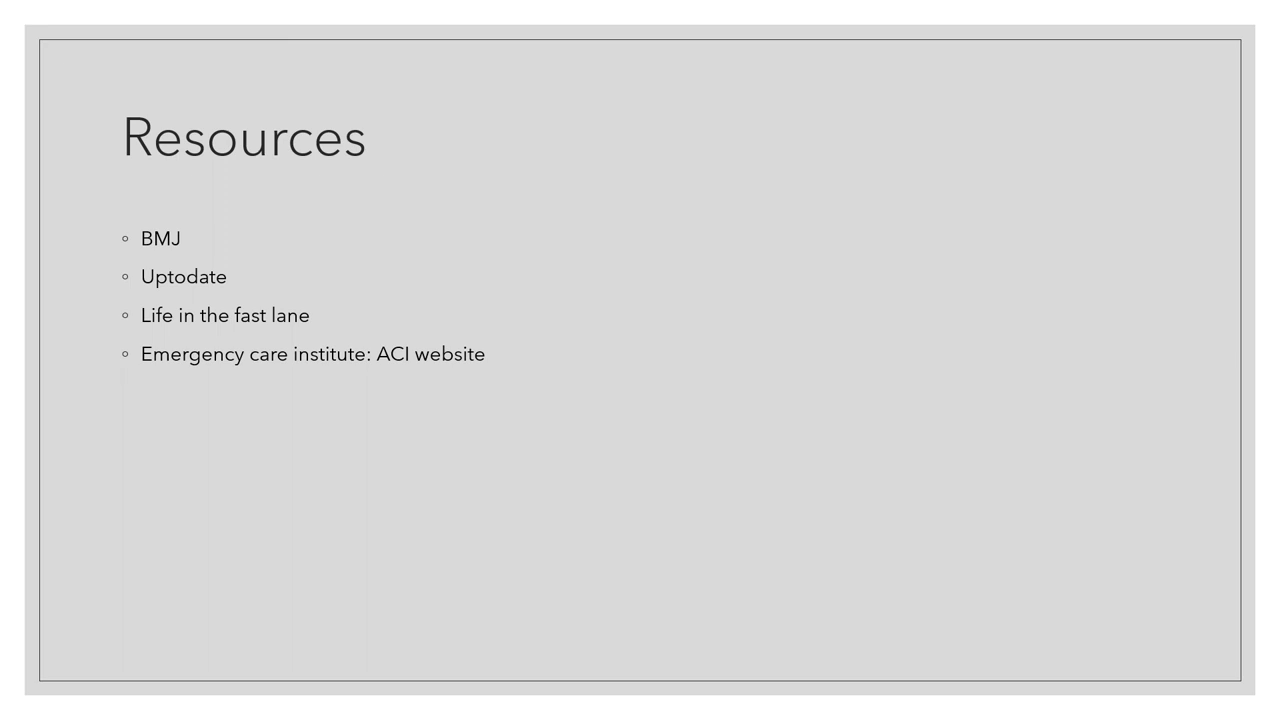 Resources
◦ BMJ
◦ Uptodate
◦ Life in the fast lane
◦ Emergency care institute: ACI website